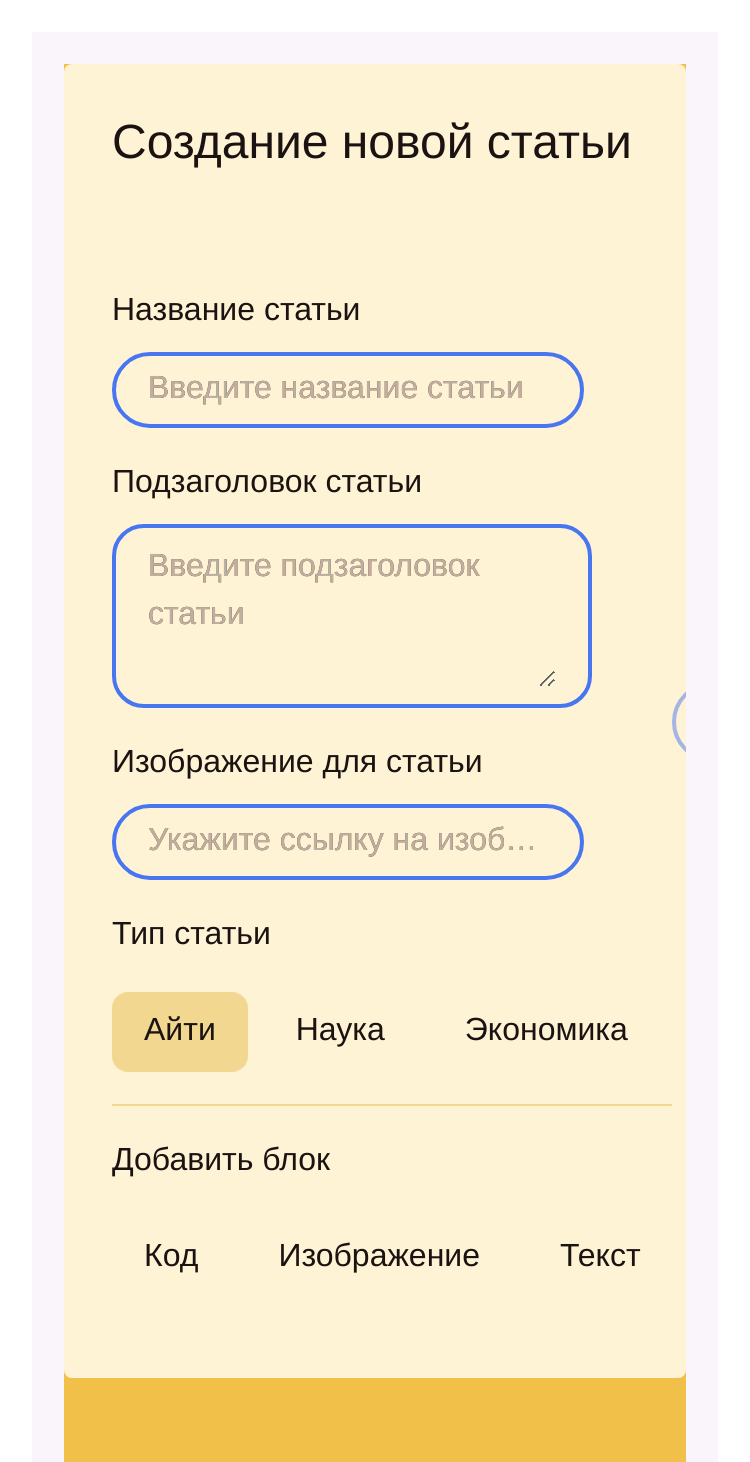 Создание новой статьи
Название статьи
Введите название статьи
Подзаголовок статьи
Введите подзаголовок
статьи
Изображение для статьи
Укажите ссылку на изоб…
Тип статьи
Айти Наука Экономика
Добавить блок
Код Изображение Текст